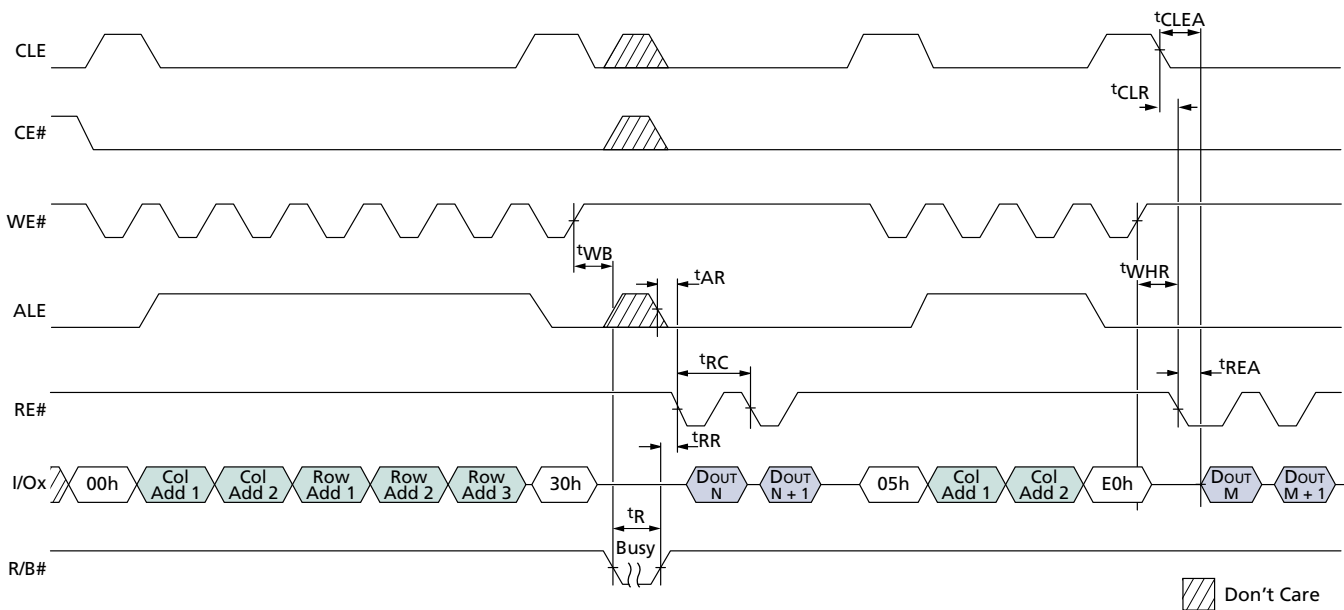 tCLEA
CLE
tCLR
CE#
WE#
tWB
tAR
tWHR
ALE
tRC
tREA
RE#
tRR
I/Ox
00h
Col
Add 1
Col
Add 2
Row
Add 1
Row
Add 2
Row
Add 3
30h
DOUT
N
DOUT
N + 1
05h
Col
Add 1
Col
Add 2
E0h
DOUT
M
DOUT
M + 1
tR
Busy
R/B#
Don't Care